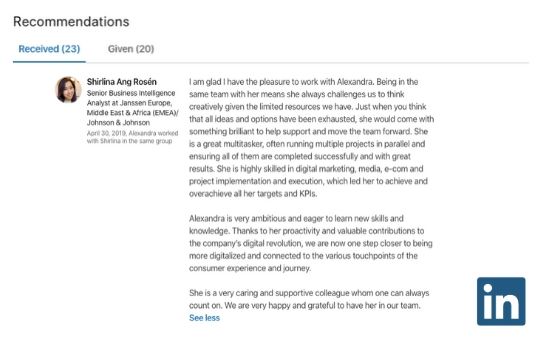 Recommendations
Received (23)
Given (20)
Shirlina Ang Rosén
Senior Business Intelligence
Analyst at Janssen Europe,
Middle East & Africa (EMEA)/
Johnson & Johnson
April 30, 2019, Alexandra worked
with Shirlina in the same group
I am glad I have the pleasure to work with Alexandra. Being in the
same team with her means she always challenges us to think
creatively given the limited resources we have. Just when you think
that all ideas and options have been exhausted, she would come with
something brilliant to help support and move the team forward. She
is a great multitasker, often running multiple projects in parallel and
ensuring all of them are completed successfully and with great
results. She is highly skilled in digital marketing, media, e-com and
project implementation and execution, which led her to achieve and
overachieve all her targets and KPIs.
Alexandra is very ambitious and eager to learn new skills and
knowledge. Thanks to her proactivity and valuable contributions to
the company's digital revolution, we are now one step closer to being
more digitalized and connected to the various touchpoints of the
consumer experience and journey.
She is a very caring and supportive colleague whom one can always
count on. We are very happy and grateful to have her in our team.
See less
in